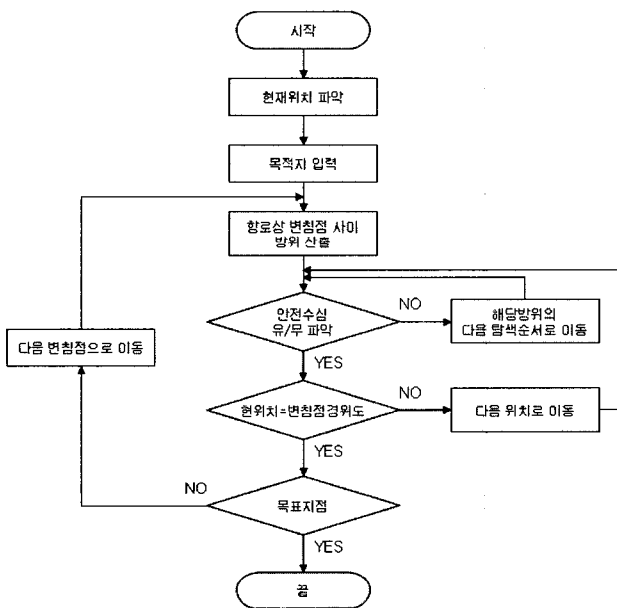 시작
현재위치 파악
목적지 입력
항로상 변침점 사이
방위 산출
안전수심
유/무 파악
NO
해당방위의
다음 탐색순서로 이동
다음 변침점으로 이동
YES
현위치=변침점경위도
NO
다음 위치로 이동
YES
NO
목표지점
YES
끝